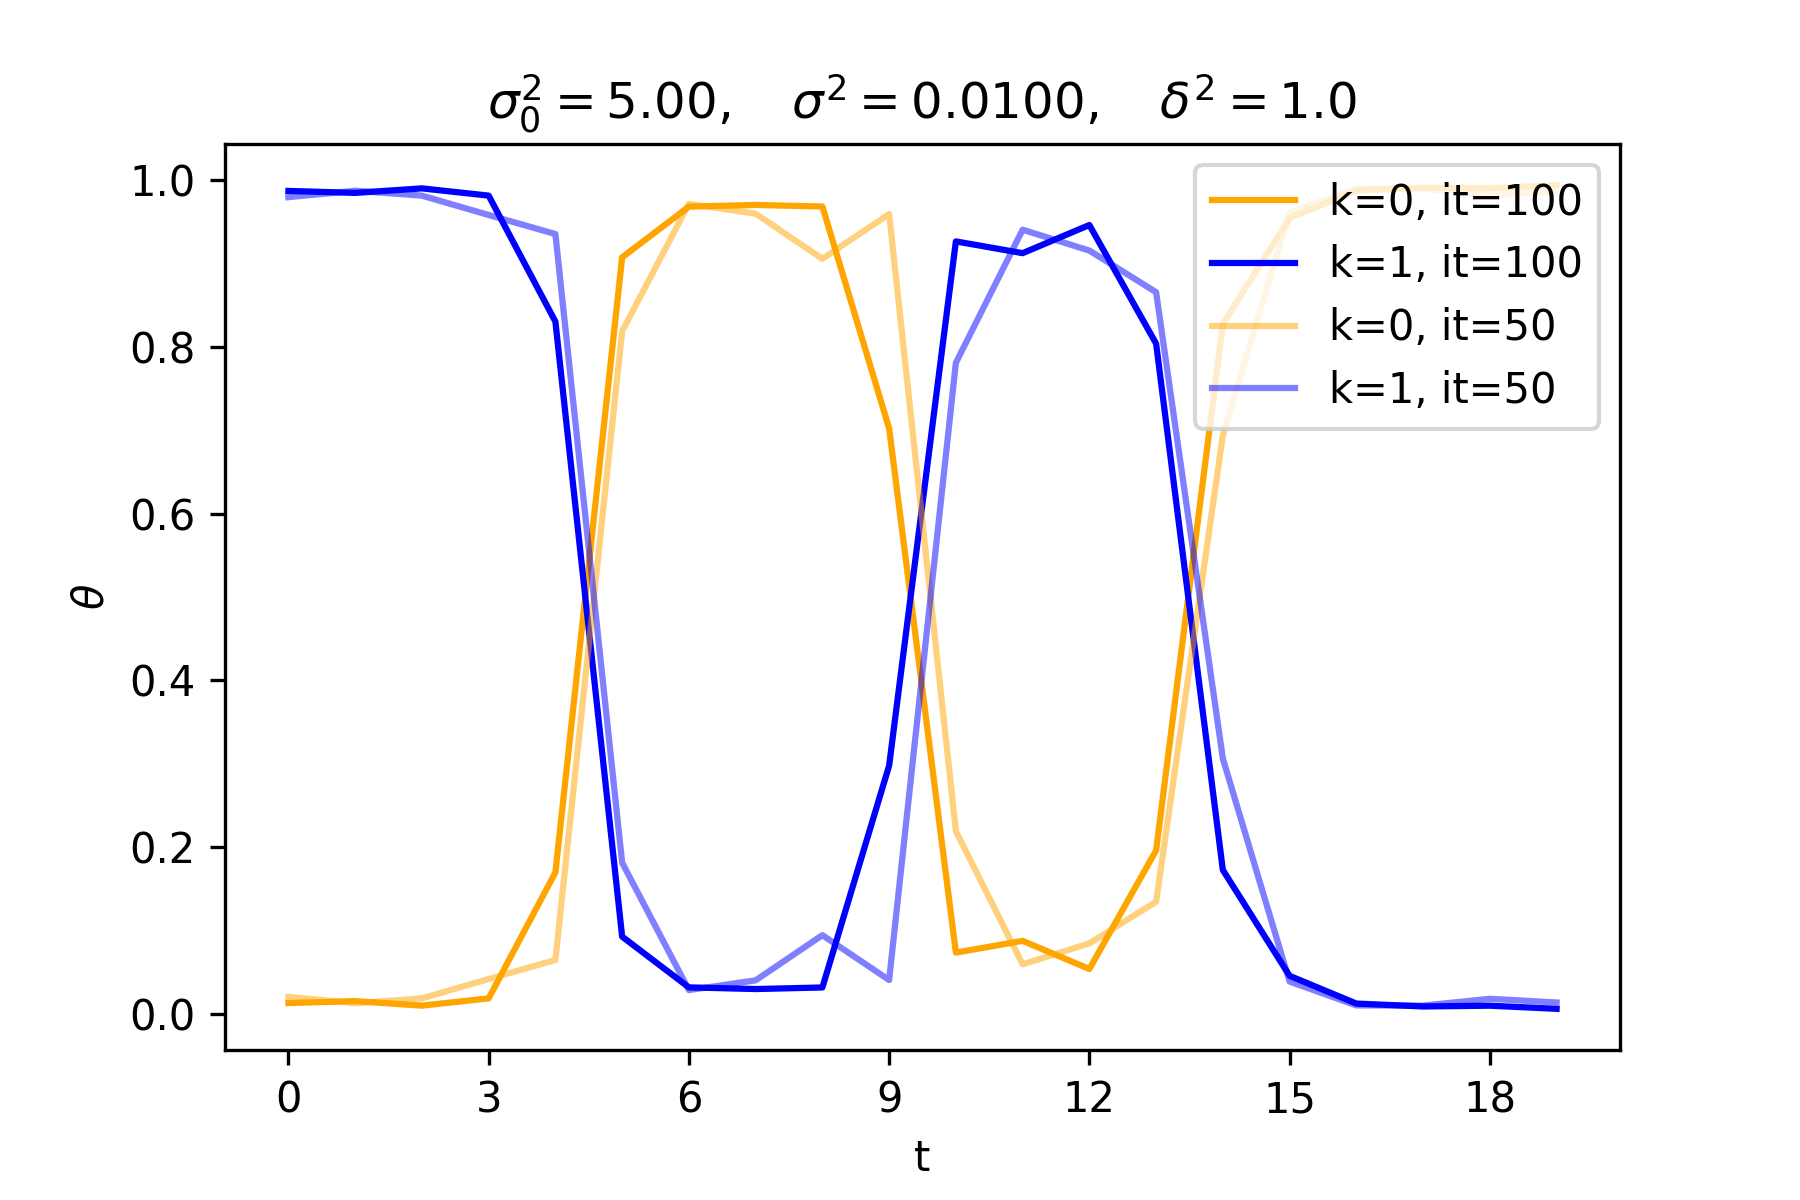 σ₀² = 5.00, σ² = 0.0100, δ² = 1.0
1.0
0.8
0.6
0.4
0.2
0.0
θ
k=0, it=100
k=1, it=100
k=0, it=50
k=1, it=50
0 3 6 9 12 15 18
t